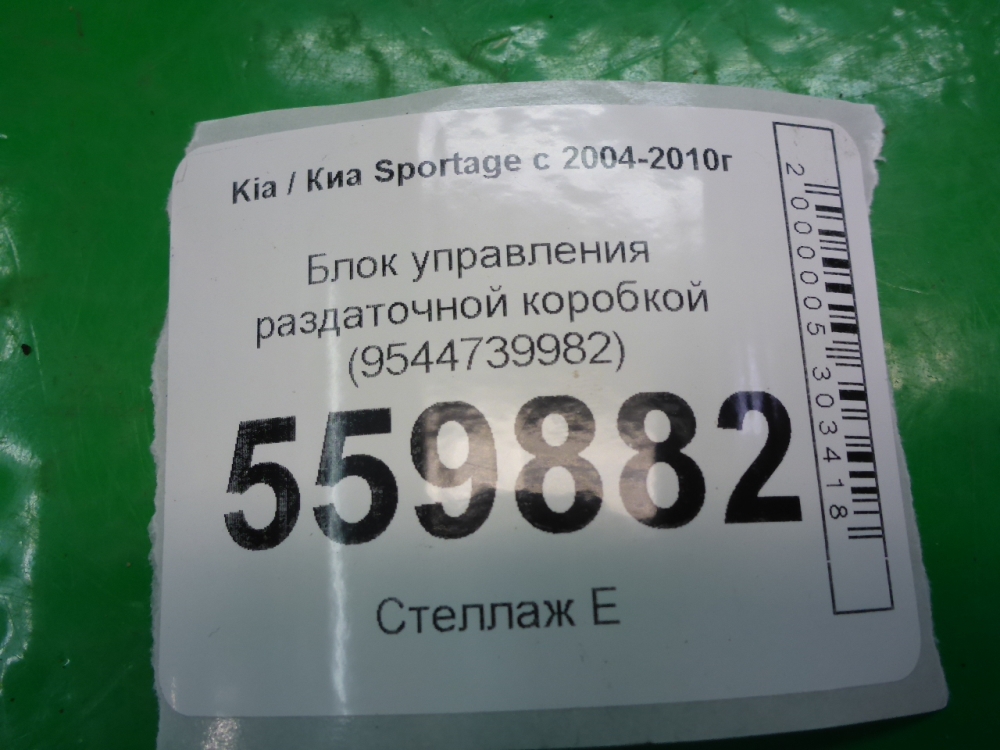 Kia / Киа Sportage с 2004-2010г
Блок управления
раздаточной коробкой
(9544739982)
559882
Стеллаж Е
2000005303418